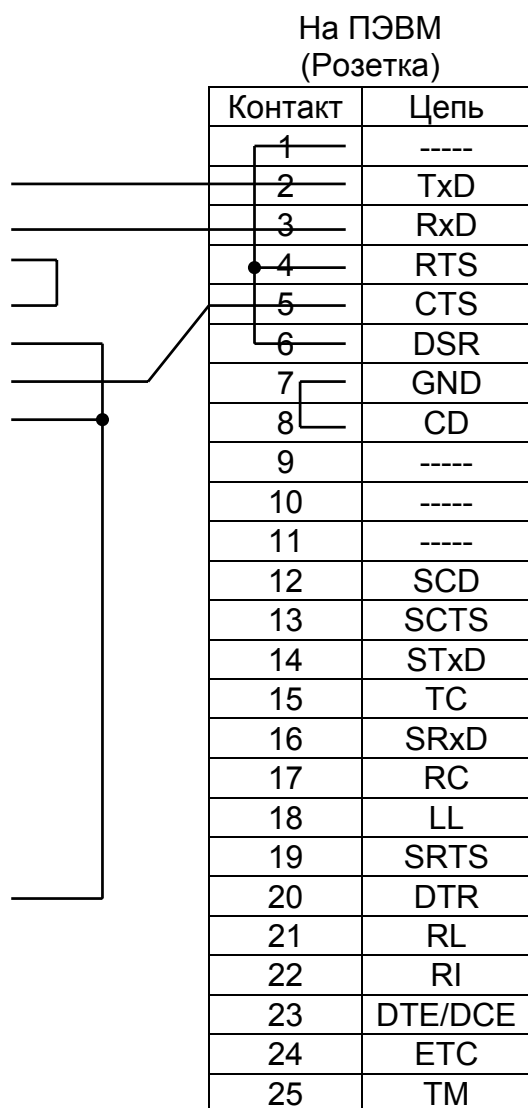 На ПЭВМ
(Розетка)
Контакт Цепь
1 -----
2 TxD
3 RxD
4 RTS
5 CTS
6 DSR
7 GND
8 CD
9 -----
10 -----
11 -----
12 SCD
13 SCTS
14 STxD
15 TC
16 SRxD
17 RC
18 LL
19 SRTS
20 DTR
21 RL
22 RI
23 DTE/DCE
24 ETC
25 TM